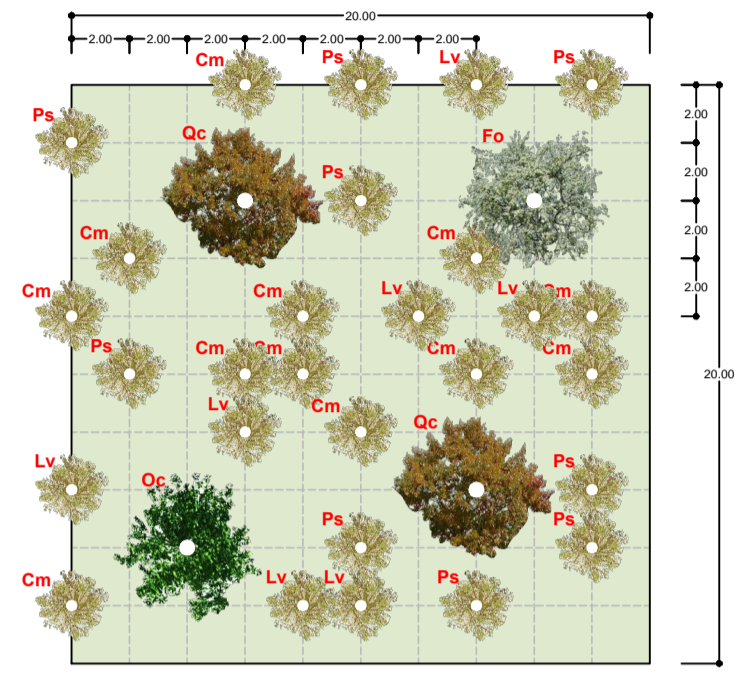 20.00
2.00 2.00 2.00 2.00 2.00 2.00 2.00
Cm Ps Lv Ps
Ps
2.00
Qc Fo
Ps
2.00
Cm Cm
2.00
Cm Cm Lv Lv Cm
2.00
Ps Cm Cm Cm Cm
20.00
Lv Cm
Qc
Lv Oc Ps
Ps Ps
Cm Lv Lv Ps